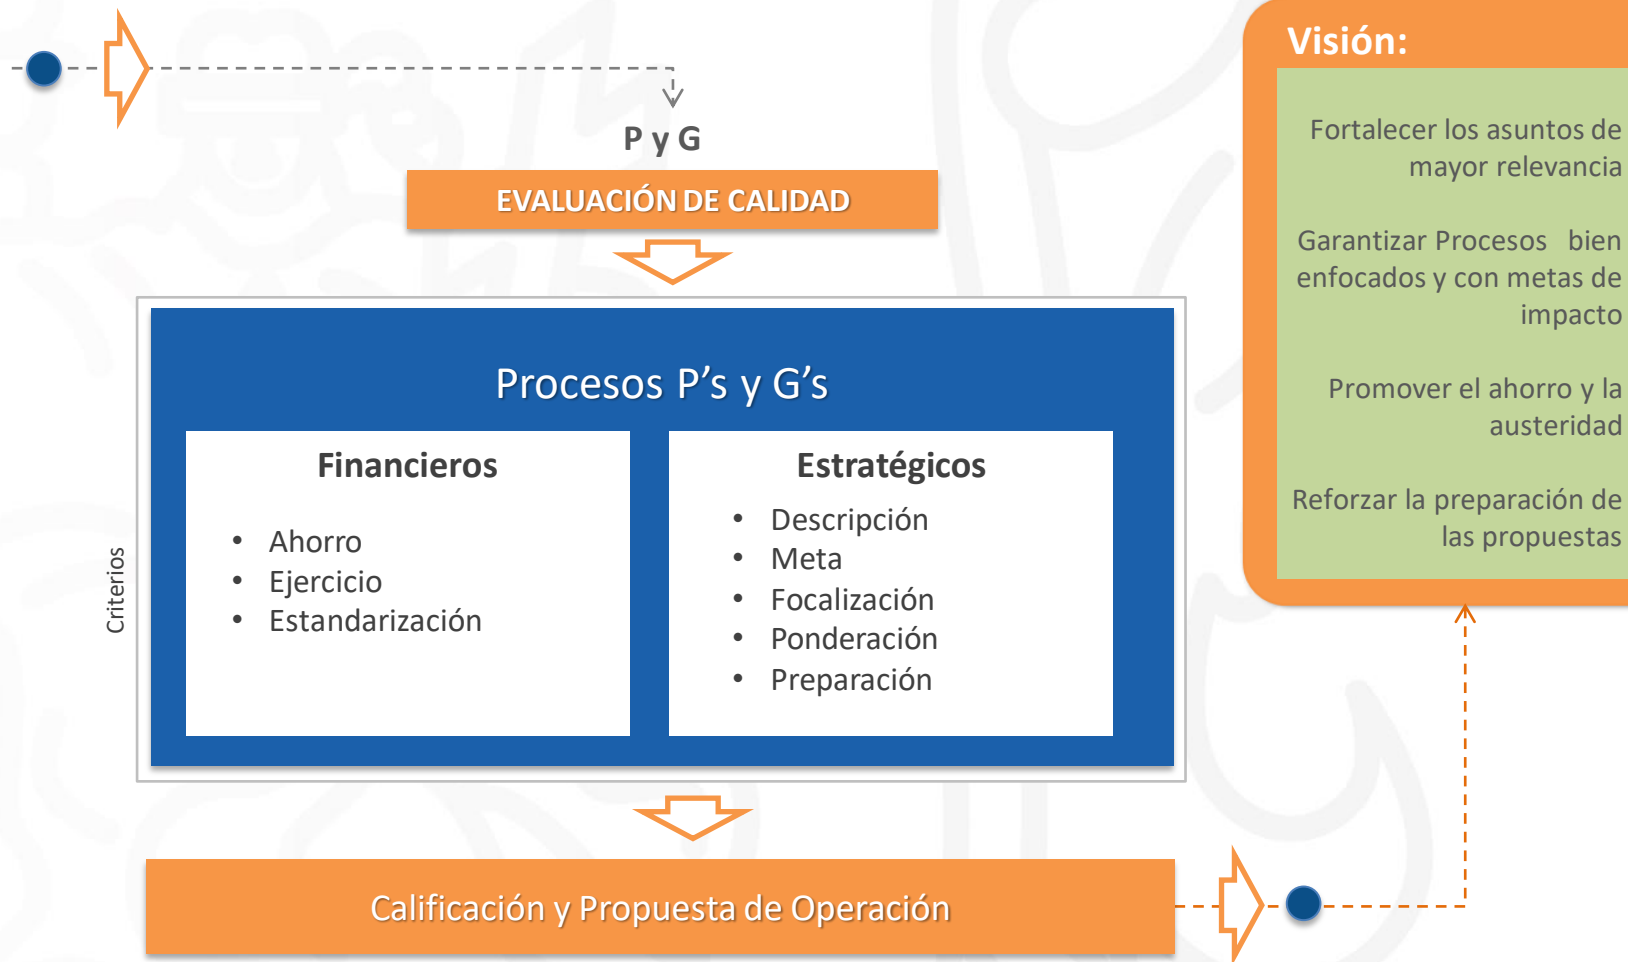 P y G
EVALUACIÓN DE CALIDAD
Criterios
Procesos P’s y G’s
Financieros
• Ahorro
• Ejercicio
• Estandarización
Estratégicos
• Descripción
• Meta
• Focalización
• Ponderación
• Preparación
Calificación y Propuesta de Operación
Visión:
Fortalecer los asuntos de
mayor relevancia
Garantizar Procesos bien
enfocados y con metas de
impacto
Promover el ahorro y la
austeridad
Reforzar la preparación de
las propuestas